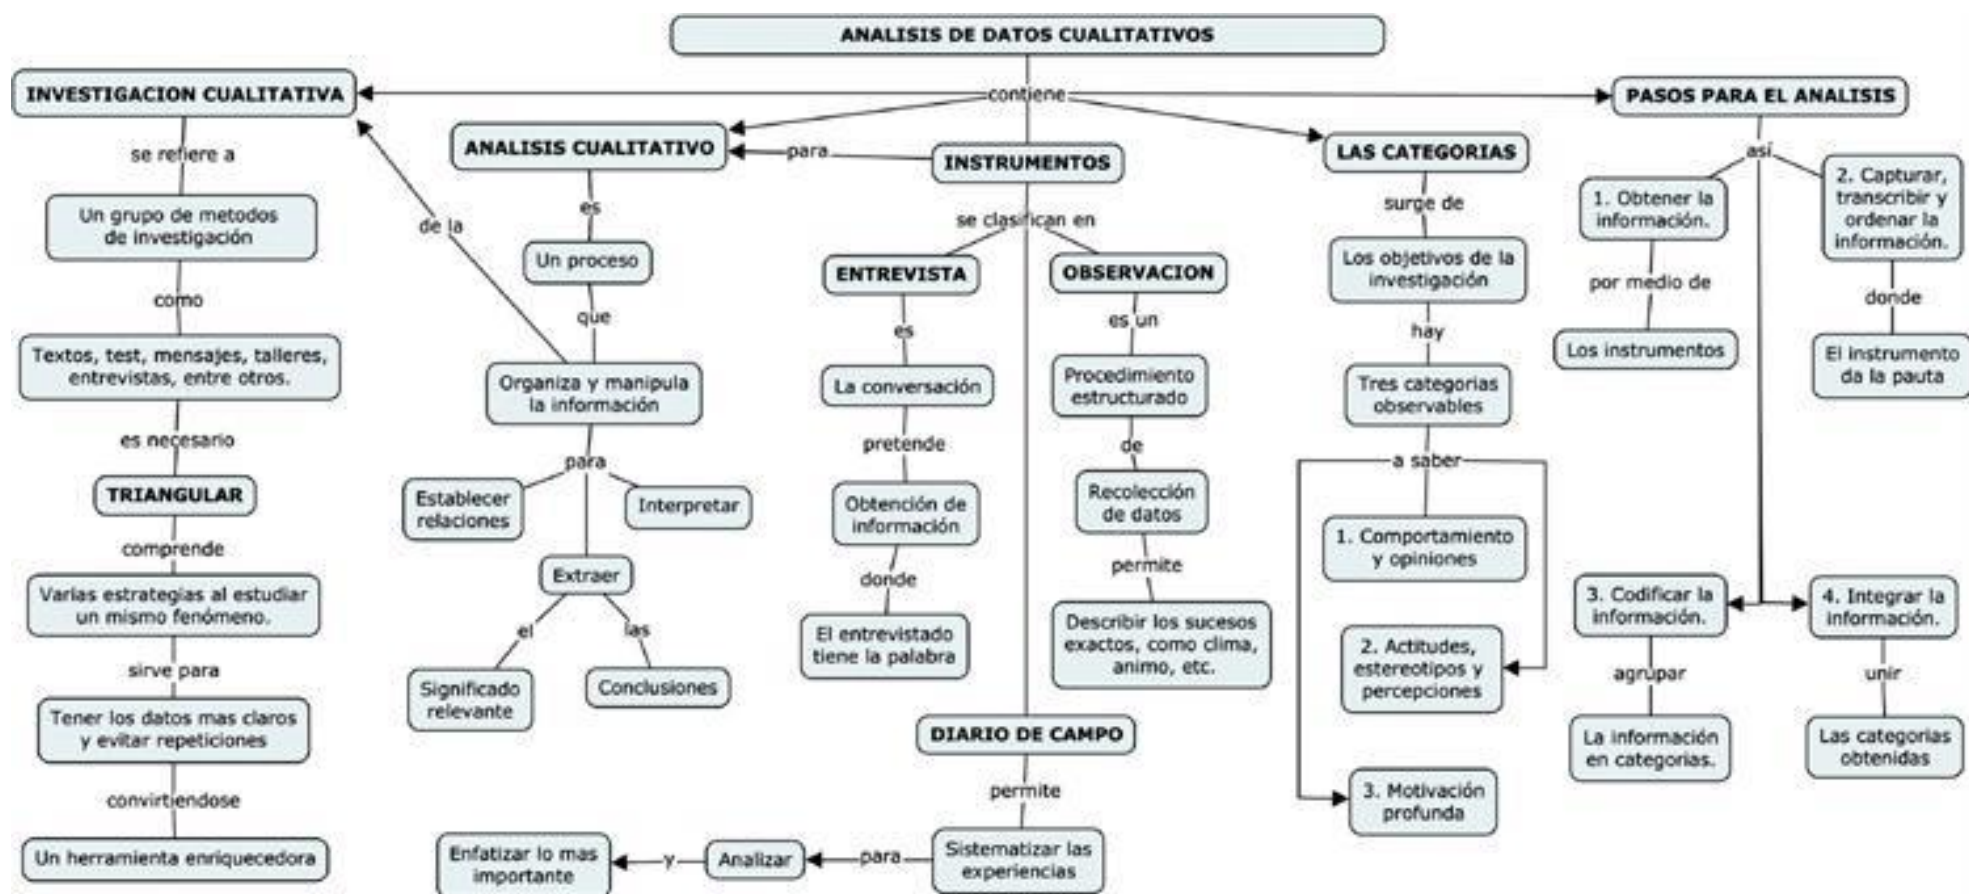 ANALISIS DE DATOS CUALITATIVOS
contiene
INVESTIGACION CUALITATIVA
se refiere a
Un grupo de metodos
de investigación
como
Textos, test, mensajes, talleres,
entrevistas, entre otros.
es necesario
TRIANGULAR
comprende
Varias estrategias al estudiar
un mismo fenómeno.
sirve para
Tener los datos mas claros
y evitar repeticiones
convirtiendose
Un herramienta enriquecedora
ANALISIS CUALITATIVO
es
Un proceso
que
Organiza y manipula
la información
de la
para
Establecer
relaciones
Interpretar
Extraer
el
las
Significado
relevante
Conclusiones
para
INSTRUMENTOS
se clasifican en
ENTREVISTA
es
La conversación
pretende
Obtención de
información
donde
El entrevistado
tiene la palabra
OBSERVACION
es un
Procedimiento
estructurado
de
Recolección
de datos
permite
Describir los sucesos
exactos, como clima,
animo, etc.
DIARIO DE CAMPO
permite
Sistematizar las
experiencias
para
Analizar
y
Enfatizar lo mas
importante
LAS CATEGORIAS
surge de
Los objetivos de la
investigación
hay
Tres categorias
observables
a saber
1. Comportamiento
y opiniones
2. Actitudes,
estereotipos y
percepciones
3. Motivación
profunda
PASOS PARA EL ANALISIS
así
1. Obtener la
información.
por medio de
Los instrumentos
2. Capturar,
transcribir y
ordenar la
información.
donde
El instrumento
da la pauta
3. Codificar la
información.
agrupar
La información
en categorias.
4. Integrar la
información.
unir
Las categorias
obtenidas